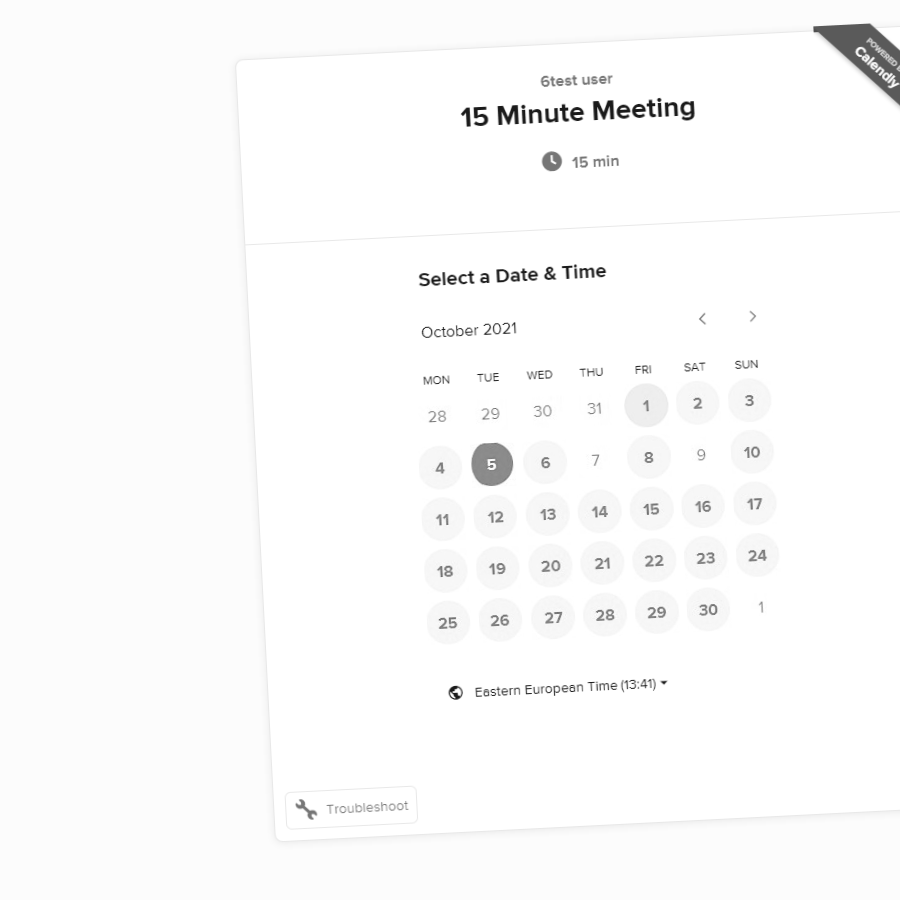 POWERED
Calendly
6test user
15 Minute Meeting
15 min
Select a Date & Time
October 2021
MON TUE WED THU FRI SAT SUN
28 29 30 31 1 2 3
4 5 6 7 8 9 10
11 12 13 14 15 16 17
18 19 20 21 22 23 24
25 26 27 28 29 30 1
Eastern European Time (13:41)
Troubleshoot